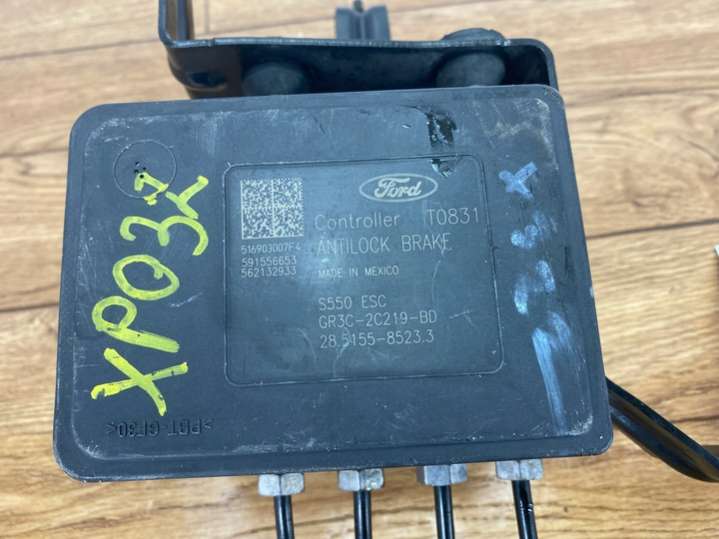 XP03A
Ford
Controller T0831
516903007F4
ANTILOCK BRAKE
591556653
562132933
MADE IN MEXICO
S550 ESC
GR3C-2C219-BD
28.5155-8523.3
>PBT-GF30<